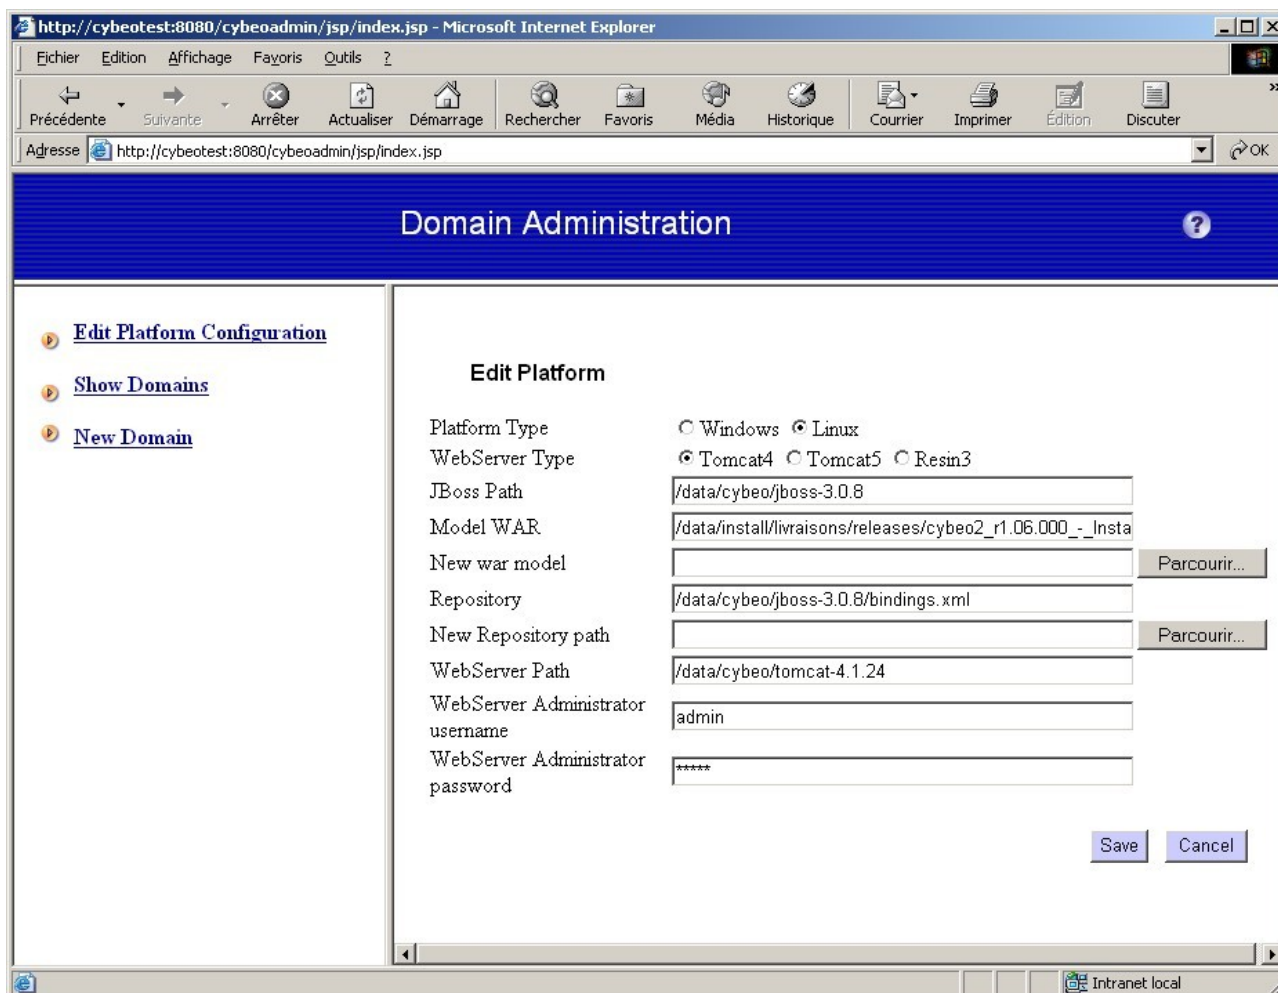 http://cybeotest:8080/cybeoadmin/jsp/index.jsp - Microsoft Internet Explorer
Fichier Edition Affichage Favoris Outils ?
Précédente Suivante Arrêter Actualiser Démarrage Rechercher Favoris Média Historique Courrier Imprimer Édition Discuter
Adresse http://cybeotest:8080/cybeoadmin/jsp/index.jsp OK
Domain Administration ?
Edit Platform Configuration
Show Domains
New Domain
Edit Platform
Platform Type Windows Linux
WebServer Type Tomcat4 Tomcat5 Resin3
JBoss Path /data/cybeo/jboss-3.0.8
Model WAR /data/install/livraisons/releases/cybeo2_r1.06.000_-_Insta
New war model Parcourir...
Repository /data/cybeo/jboss-3.0.8/bindings.xml
New Repository path Parcourir...
WebServer Path /data/cybeo/tomcat-4.1.24
WebServer Administrator
username admin
WebServer Administrator
password *****
Save Cancel
Intranet local